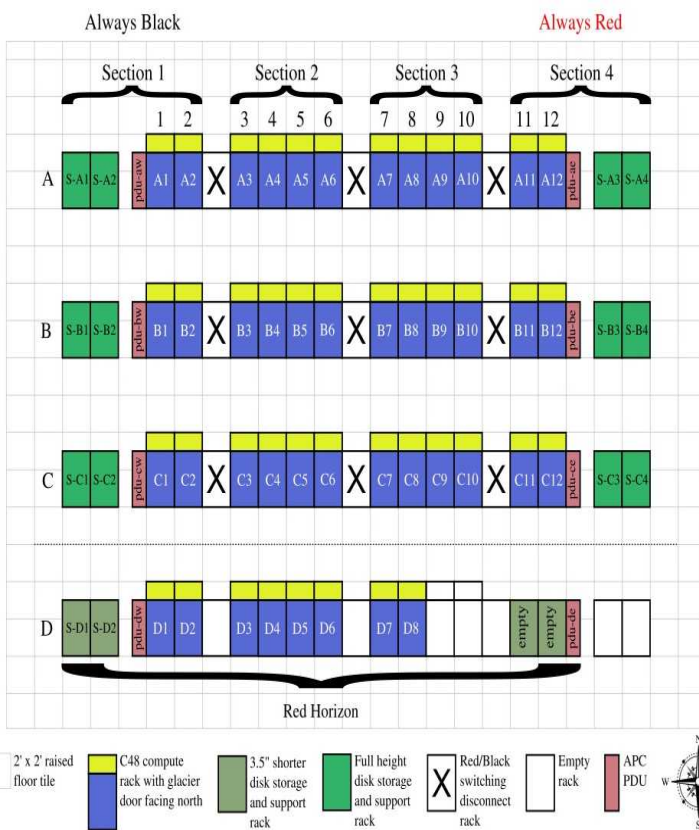 Always Black Always Red
Section 1 Section 2 Section 3 Section 4
1 2 3 4 5 6 7 8 9 10 11 12
A S-A1 S-A2 pdu-aw A1 A2 X A3 A4 A5 A6 X A7 A8 A9 A10 X A11 A12 pdu-ae S-A3 S-A4
B S-B1 S-B2 pdu-bw B1 B2 X B3 B4 B5 B6 X B7 B8 B9 B10 X B11 B12 pdu-be S-B3 S-B4
C S-C1 S-C2 pdu-cw C1 C2 X C3 C4 C5 C6 X C7 C8 C9 C10 X C11 C12 pdu-ce S-C3 S-C4
D S-D1 S-D2 pdu-dw D1 D2 D3 D4 D5 D6 D7 D8 empty empty pdu-de
Red Horizon
2' x 2' raised
floor tile
C48 compute
rack with glacier
door facing north
3.5" shorter
disk storage
and support
rack
Full height
disk storage
and support
rack
X
Red/Black
switching
disconnect
rack
Empty
rack
APC
PDU
N
W
S